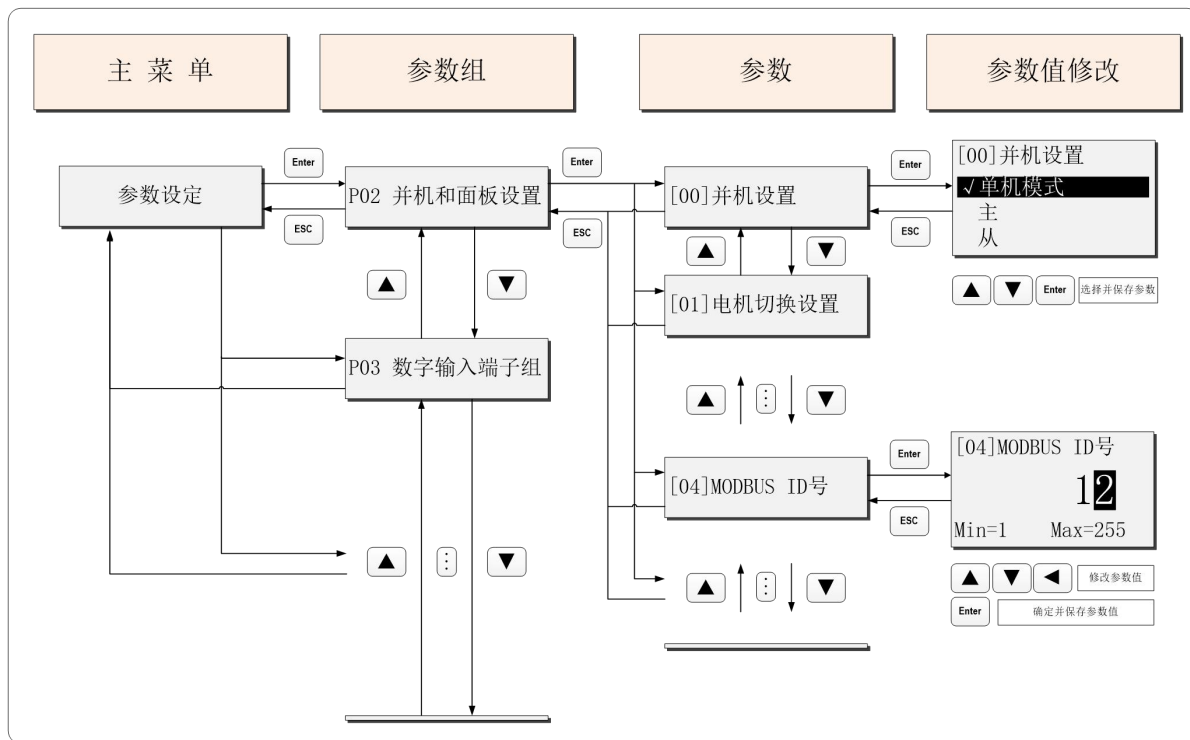 主 菜 单
参数组
参数
参数值修改
参数设定
Enter
ESC
P02 并机和面板设置
Enter
ESC
[00]并机设置
Enter
ESC
[00]并机设置
√单机模式
主
从
▲ ▼ Enter 选择并保存参数
▲ ▼
▲ ▼
[01]电机切换设置
P03 数字输入端子组
▲ ⋮ ▼
[04]MODBUS ID号
Enter
ESC
[04]MODBUS ID号
12
Min=1 Max=255
▲ ⋮ ▼
▲ ⋮ ▼
▲ ▼ ◀ 修改参数值
Enter 确定并保存参数值